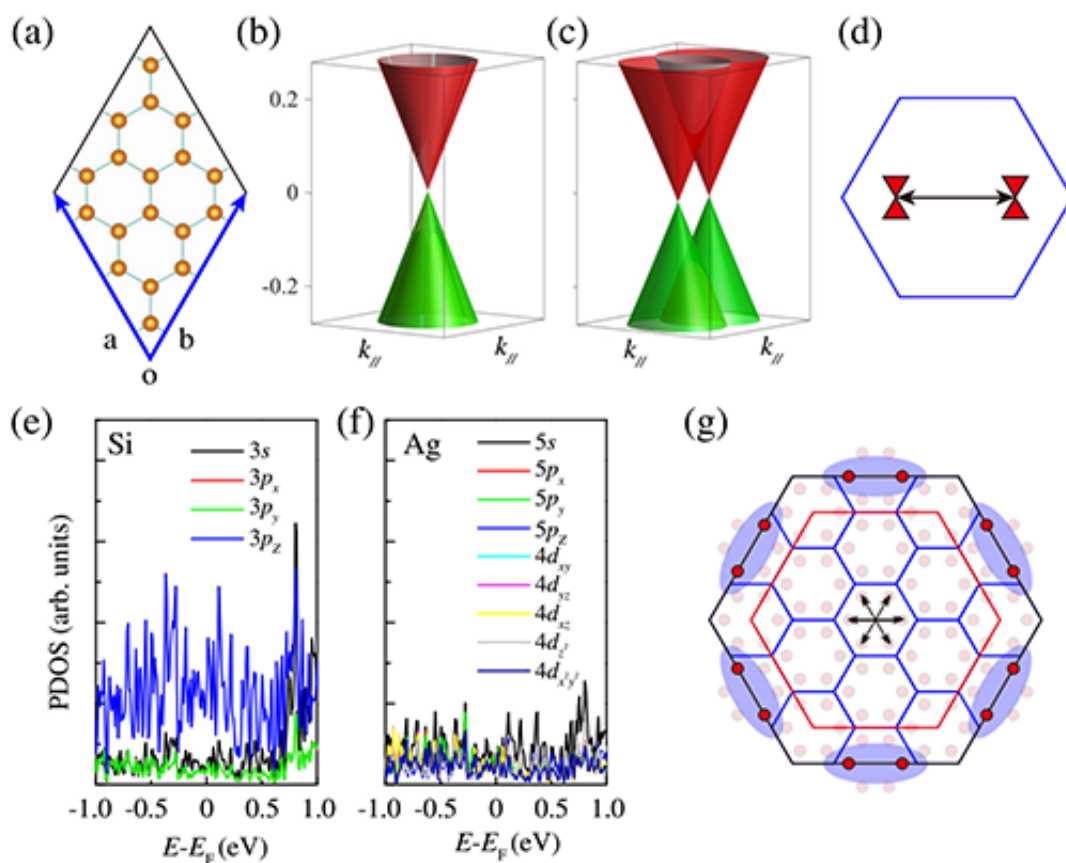 (a)
(b)
(c)
(d)
0.2
0
-0.2
a
b
o
k//
k//
k//
k//
(e)
Si
3s
3px
3py
3pz
PDOS (arb. units)
-1.0
-0.5
0
0.5
1.0
E-EF (eV)
(f)
Ag
5s
5px
5py
5pz
4dxy
4dyz
4dxz
4dz²
4dx²y²
-1.0
-0.5
0
0.5
1.0
E-EF (eV)
(g)